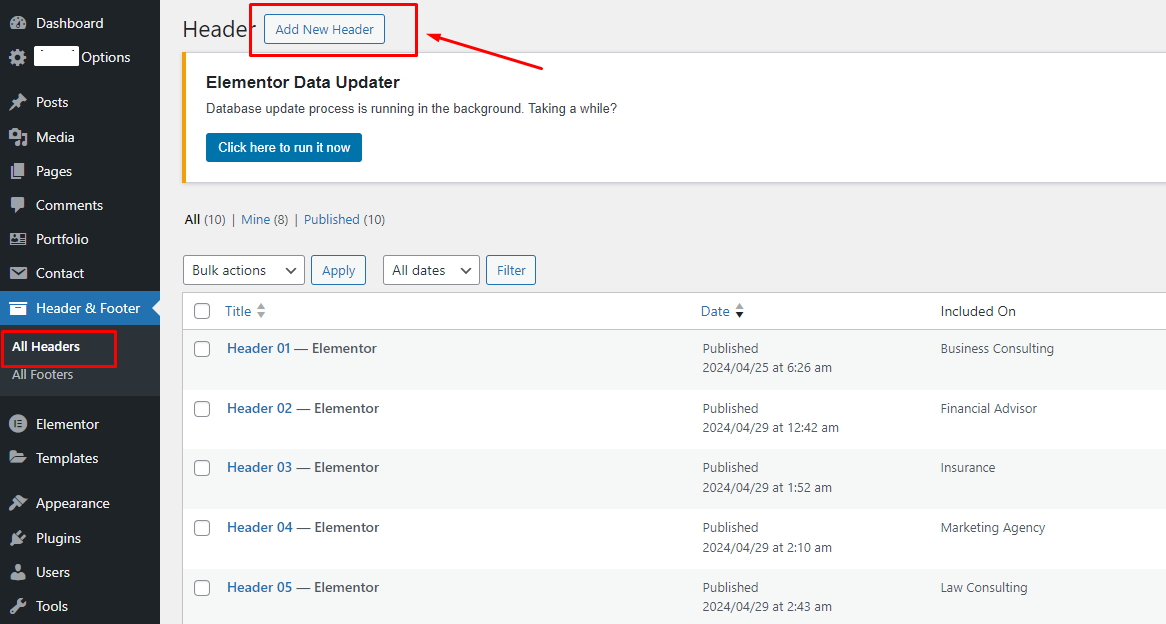 Dashboard
Options
Posts
Media
Pages
Comments
Portfolio
Contact
Header & Footer
All Headers
All Footers
Elementor
Templates
Appearance
Plugins
Users
Tools
Header Add New Header
Elementor Data Updater
Database update process is running in the background. Taking a while?
Click here to run it now
All (10) | Mine (8) | Published (10)
Bulk actions Apply All dates Filter
Title Date Included On
Header 01 — Elementor Published Business Consulting
2024/04/25 at 6:26 am
Header 02 — Elementor Published Financial Advisor
2024/04/29 at 12:42 am
Header 03 — Elementor Published Insurance
2024/04/29 at 1:52 am
Header 04 — Elementor Published Marketing Agency
2024/04/29 at 2:10 am
Header 05 — Elementor Published Law Consulting
2024/04/29 at 2:43 am